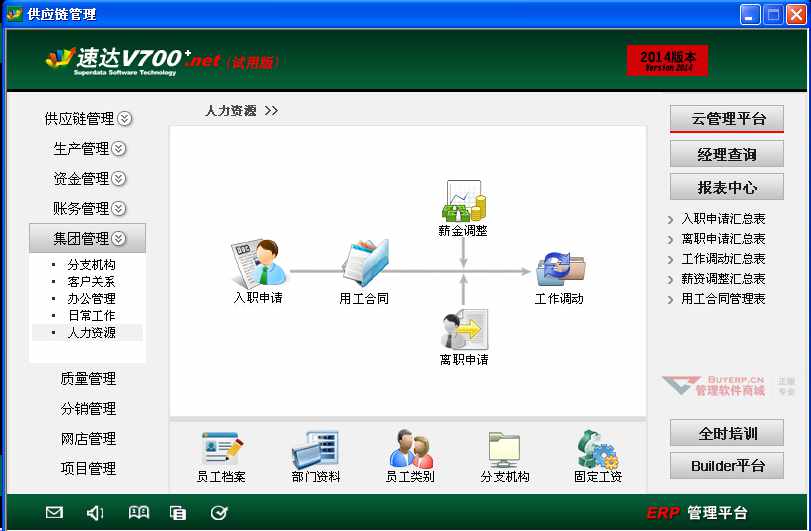 供应链管理
速达V700+.net (试用版)
Superdata Software Technology
2014版本
Version 2014
供应链管理
生产管理
资金管理
账务管理
集团管理
分支机构
客户关系
办公管理
日常工作
人力资源
质量管理
分销管理
网店管理
项目管理
人力资源 >>
薪金调整
入职申请
用工合同
工作调动
离职申请
员工档案
部门资料
员工类别
分支机构
固定工资
云管理平台
经理查询
报表中心
入职申请汇总表
离职申请汇总表
工作调动汇总表
薪资调整汇总表
用工合同管理表
BUYERP.CN
管理软件商城
正版
专业
全时培训
Builder平台
ERP 管理平台